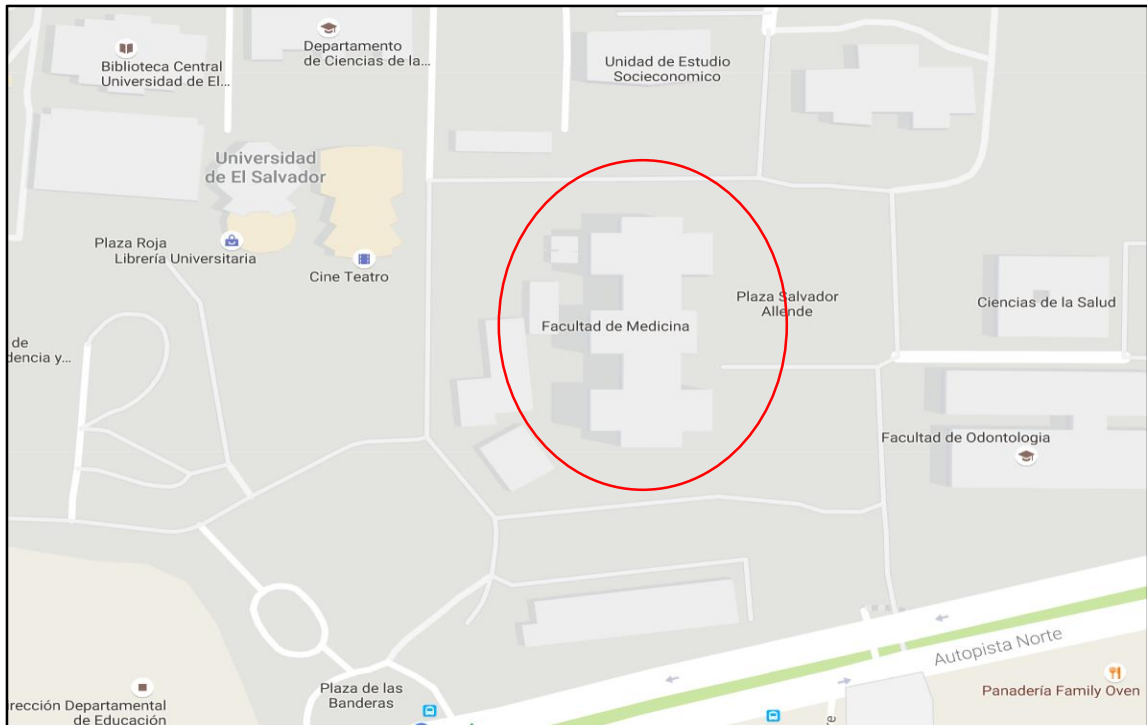 Biblioteca Central
Universidad de El...
Departamento
de Ciencias de la...
Unidad de Estudio
Socieconomico
Universidad
de El Salvador
Plaza Roja
Librería Universitaria
Cine Teatro
Plaza Salvador
Allende
Ciencias de la Salud
Facultad de Medicina
de
dencia y...
Facultad de Odontologia
Autopista Norte
Panadería Family Oven
Plaza de las
Banderas
rección Departamental
de Educación